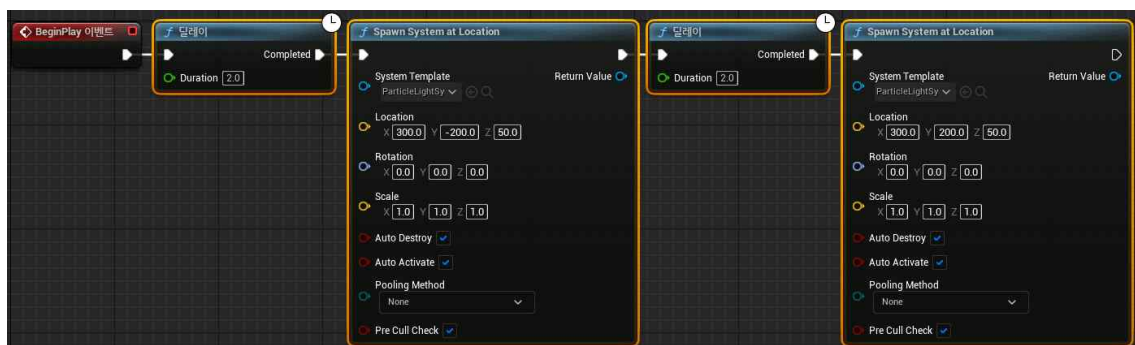 BeginPlay 이벤트
f 딜레이
Completed
Duration 2.0
f Spawn System at Location
System Template
Return Value
ParticleLightSy
Location
X 300.0 Y -200.0 Z 50.0
Rotation
X 0.0 Y 0.0 Z 0.0
Scale
X 1.0 Y 1.0 Z 1.0
Auto Destroy
Auto Activate
Pooling Method
None
Pre Cull Check
f 딜레이
Completed
Duration 2.0
f Spawn System at Location
System Template
Return Value
ParticleLightSy
Location
X 300.0 Y 200.0 Z 50.0
Rotation
X 0.0 Y 0.0 Z 0.0
Scale
X 1.0 Y 1.0 Z 1.0
Auto Destroy
Auto Activate
Pooling Method
None
Pre Cull Check